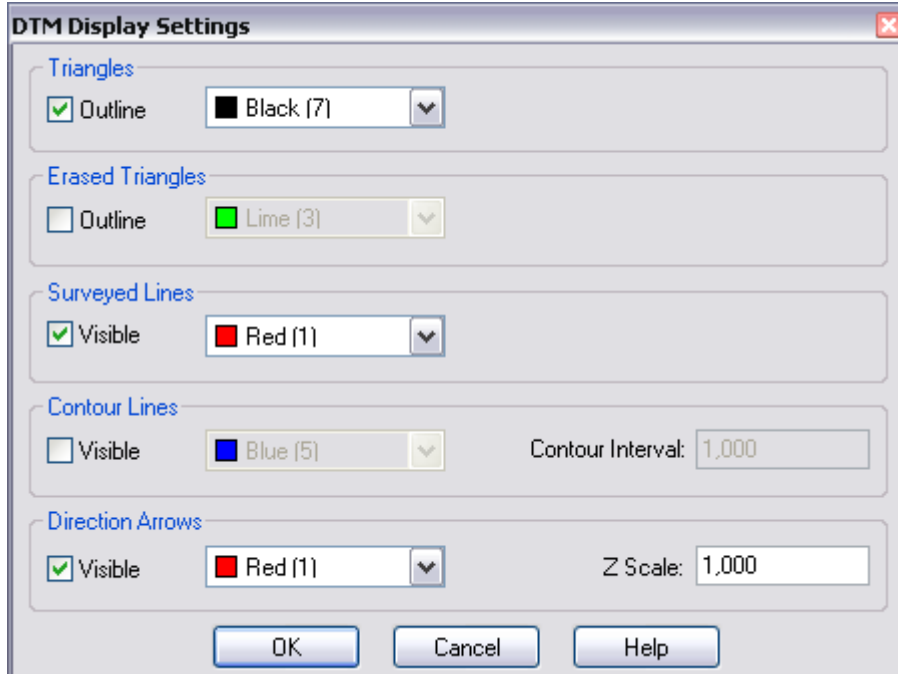 DTM Display Settings
Triangles
Outline Black (7)
Erased Triangles
Outline Lime (3)
Surveyed Lines
Visible Red (1)
Contour Lines
Visible Blue (5) Contour Interval: 1,000
Direction Arrows
Visible Red (1) Z Scale: 1,000
OK Cancel Help